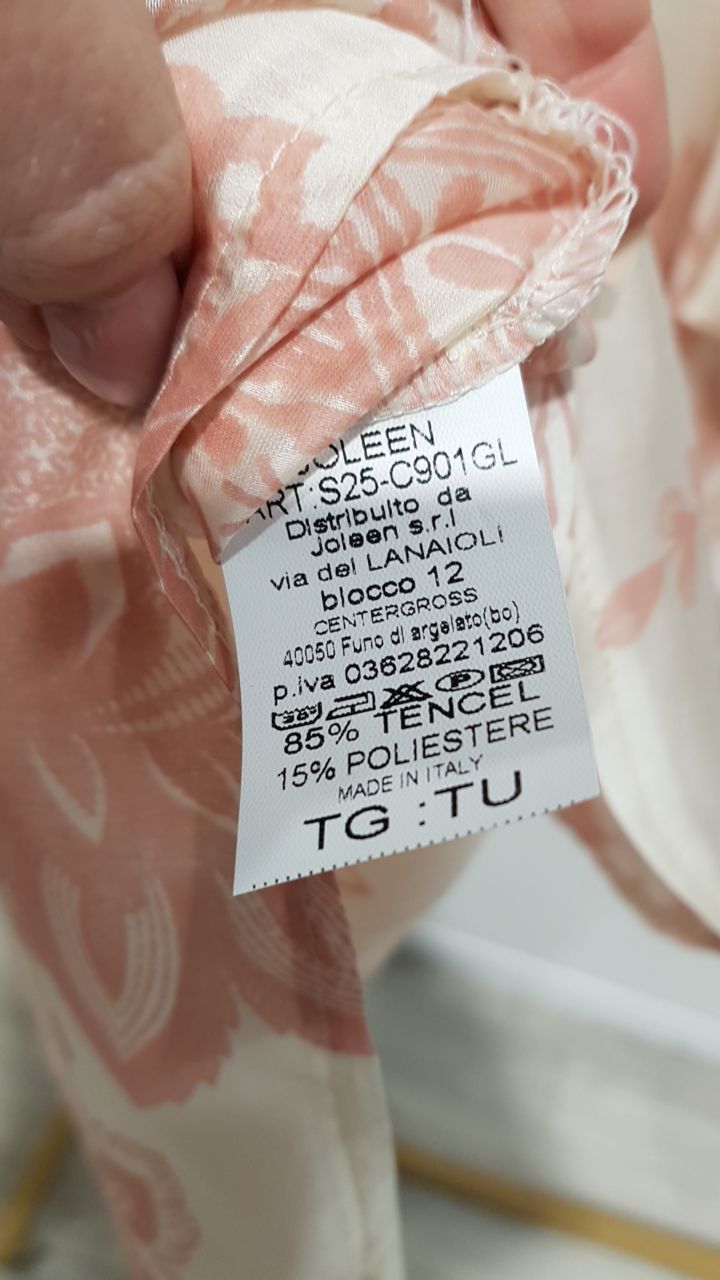 JOLEEN
ART:S25-C901GL
Distribuito da
Joleen s.r.l
via dei LANAIOLI
blocco 12
CENTERGROSS
40050 Funo di argelato(bo)
p.iva 03628221206
P
85% TENCEL
15% POLIESTERE
MADE IN ITALY
TG :TU